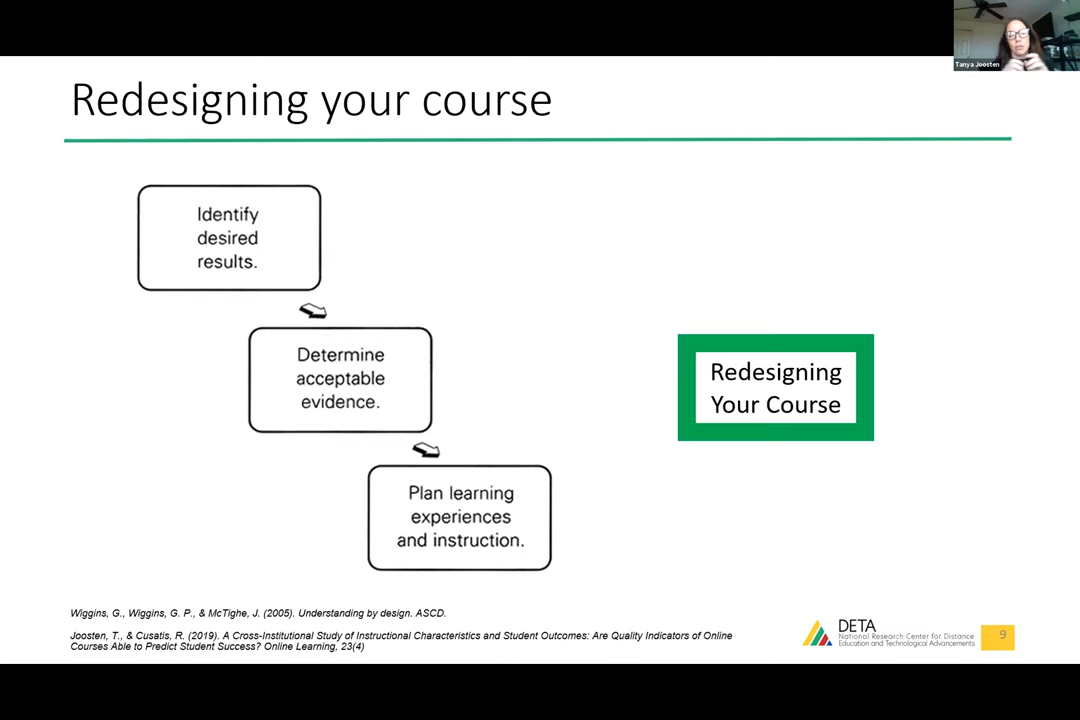 Tanya Joosten
Redesigning your course
Identify
desired
results.
Determine
acceptable
evidence.
Plan learning
experiences
and instruction.
Redesigning
Your Course
Wiggins, G., Wiggins, G. P., & McTighe, J. (2005). Understanding by design. ASCD.
Joosten, T., & Cusatis, R. (2019). A Cross-Institutional Study of Instructional Characteristics and Student Outcomes: Are Quality Indicators of Online
Courses Able to Predict Student Success? Online Learning, 23(4)
DETA
National Research Center for Distance
Education and Technological Advancements
9